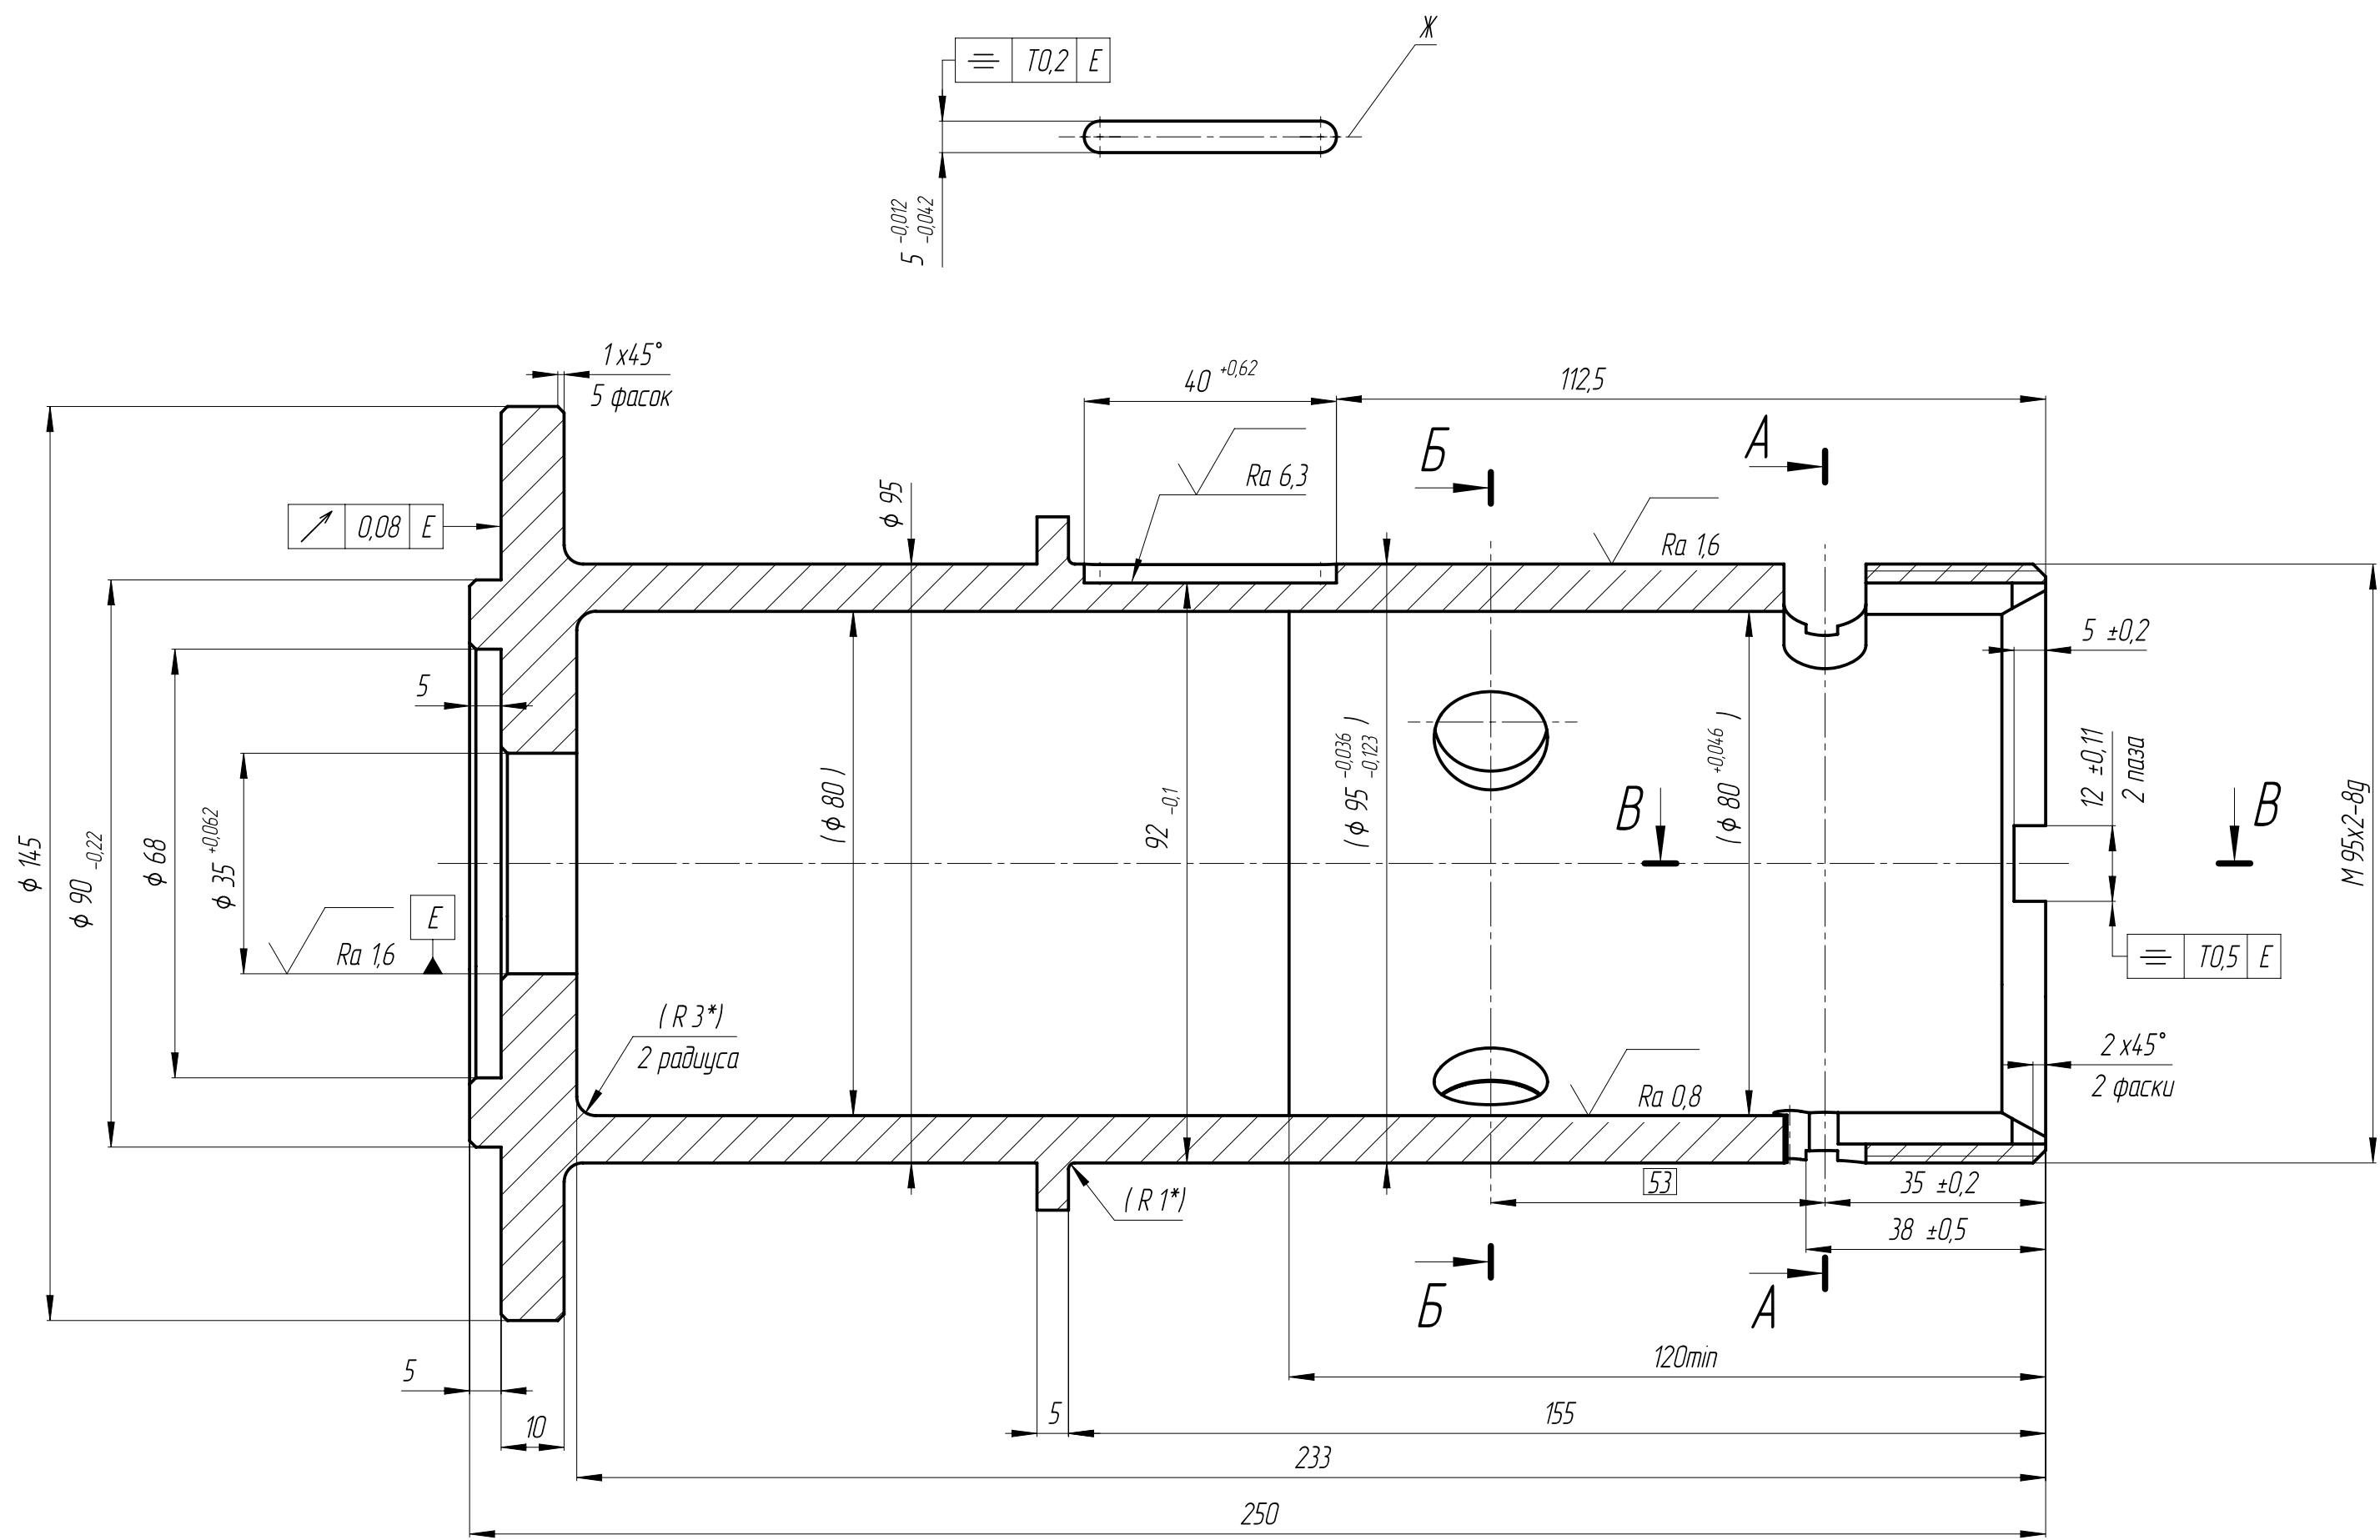 Ж
T0,2 E
5 -0,012 -0,042
1 x45°
5 фасок
40 +0,62
112,5
Б
А
Ra 6,3
ϕ 95
0,08 E
Ra 1,6
5 ±0,2
5
12 ±0,11
2 паза
(ϕ 80)
92 -0,1
(ϕ 95 -0,036 -0,123)
(ϕ 80 +0,046)
В
В
М 95x2-8g
ϕ 145
ϕ 90 -0,22
ϕ 68
ϕ 35 +0,062
E
Ra 1,6
T0,5 E
(R 3*)
2 радиуса
2 x45°
2 фаски
Ra 0,8
53
35 ±0,2
(R 1*)
38 ±0,5
Б
А
120min
5
10
5
155
233
250